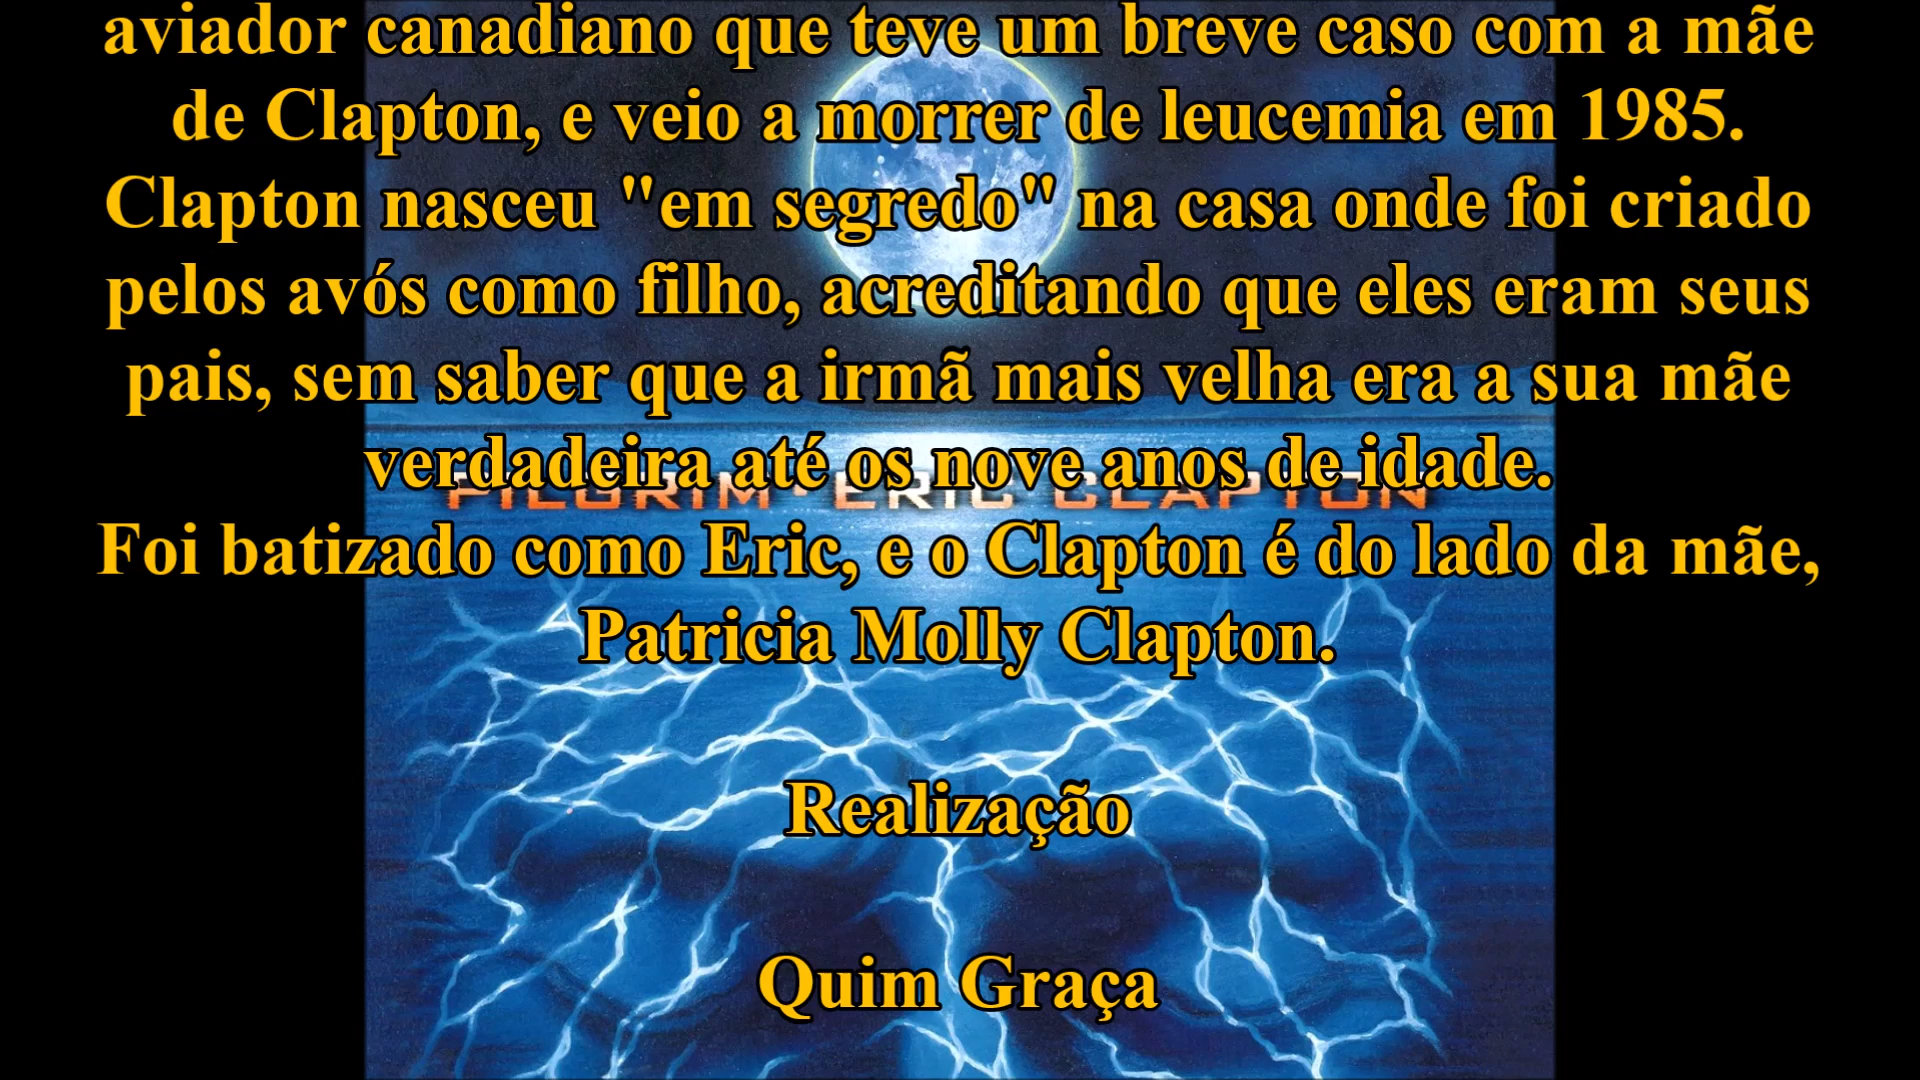 aviador canadiano que teve um breve caso com a mãe
de Clapton, e veio a morrer de leucemia em 1985.
Clapton nasceu "em segredo" na casa onde foi criado
pelos avós como filho, acreditando que eles eram seus
pais, sem saber que a irmã mais velha era a sua mãe
verdadeira até os nove anos de idade.
PILGRIM · ERIC CLAPTON
Foi batizado como Eric, e o Clapton é do lado da mãe,
Patricia Molly Clapton.
Realização
Quim Graça